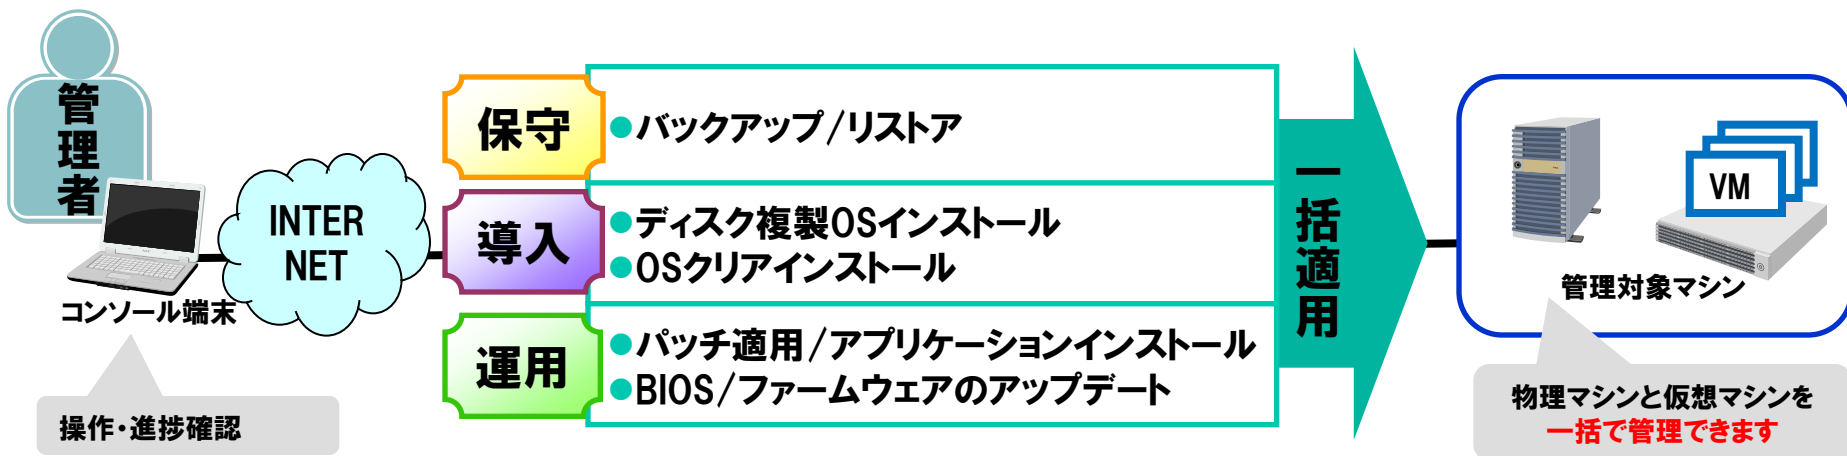 管理者
コンソール端末
操作・進捗確認
INTER
NET
保守
●バックアップ/リストア
導入
●ディスク複製OSインストール
●OSクリアインストール
運用
●パッチ適用/アプリケーションインストール
●BIOS/ファームウェアのアップデート
一括適用
VM
管理対象マシン
物理マシンと仮想マシンを
一括で管理できます